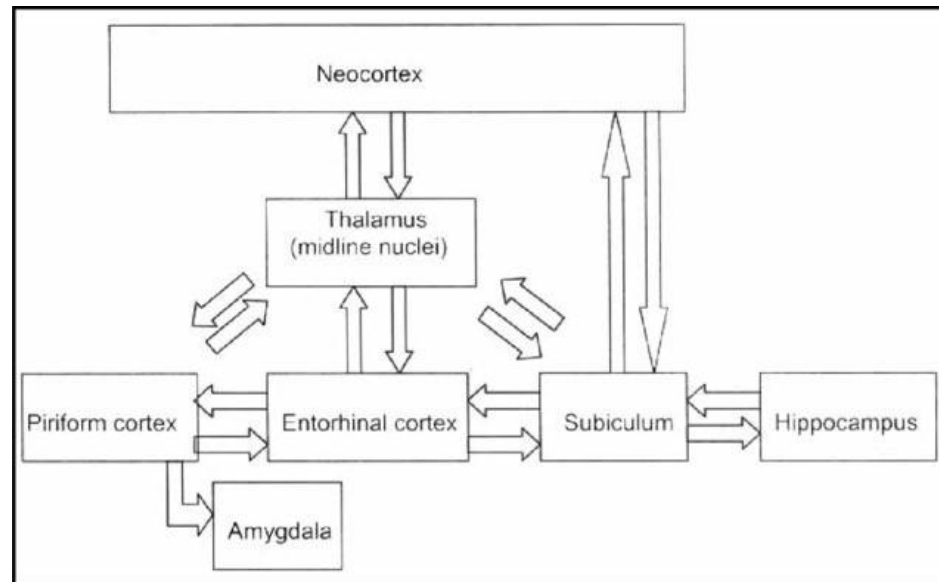 Neocortex
Thalamus
(midline nuclei)
Piriform cortex
Entorhinal cortex
Subiculum
Hippocampus
Amygdala